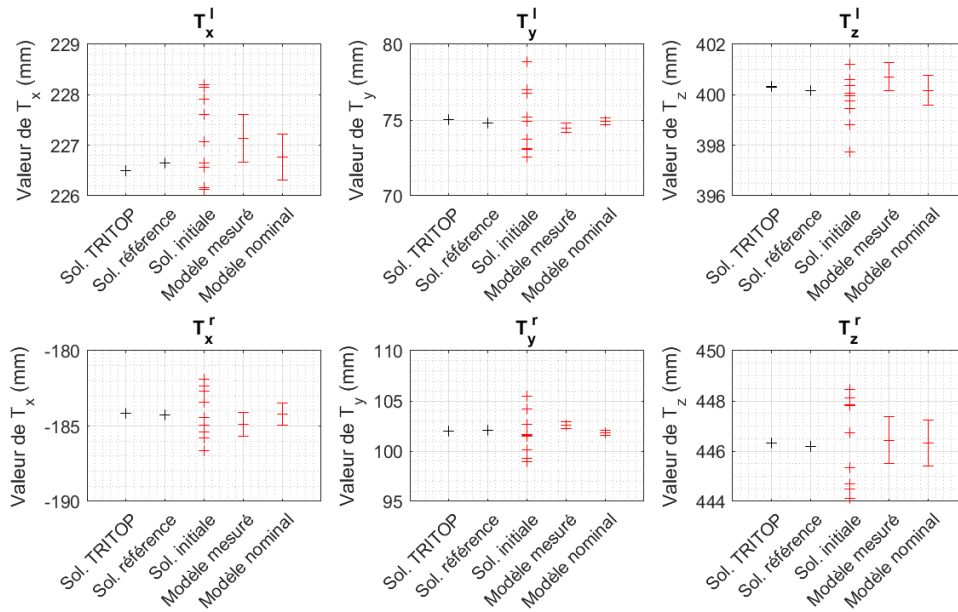 T_x^l
Valeur de T_x (mm)
229
228
227
226
Sol. TRITOP
Sol. référence
Sol. initiale
Modèle mesuré
Modèle nominal
T_y^l
Valeur de T_y (mm)
80
75
70
Sol. TRITOP
Sol. référence
Sol. initiale
Modèle mesuré
Modèle nominal
T_z^l
Valeur de T_z (mm)
402
400
398
396
Sol. TRITOP
Sol. référence
Sol. initiale
Modèle mesuré
Modèle nominal
T_x^r
Valeur de T_x (mm)
-180
-185
-190
Sol. TRITOP
Sol. référence
Sol. initiale
Modèle mesuré
Modèle nominal
T_y^r
Valeur de T_y (mm)
110
105
100
95
Sol. TRITOP
Sol. référence
Sol. initiale
Modèle mesuré
Modèle nominal
T_z^r
Valeur de T_z (mm)
450
448
446
444
Sol. TRITOP
Sol. référence
Sol. initiale
Modèle mesuré
Modèle nominal